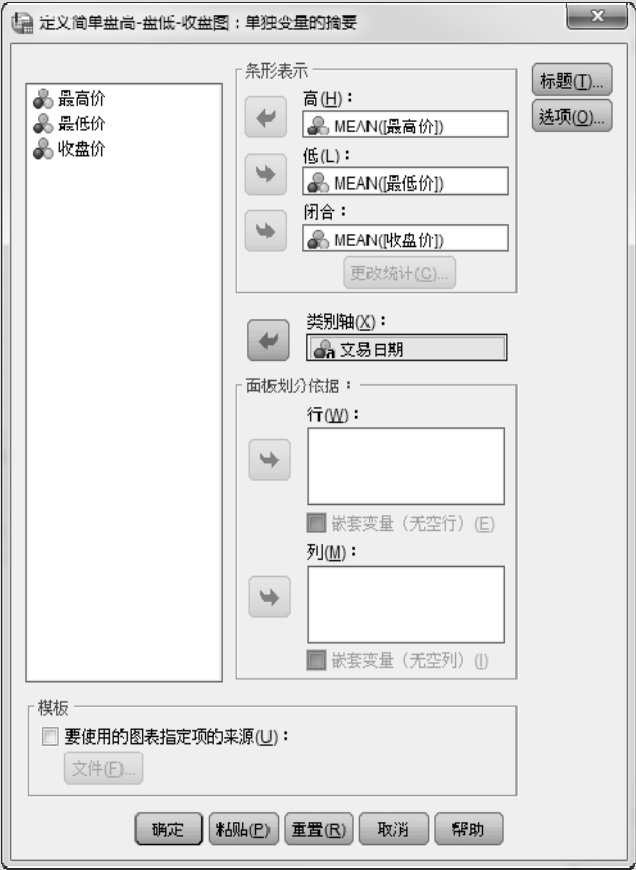 定义简单盘高-盘低-收盘图：单独变量的摘要
最高价
最低价
收盘价
条形表示
高(H)：
MEAN([最高价])
低(L)：
MEAN([最低价])
闭合：
MEAN([收盘价])
更改统计(C)...
类别轴(X)：
交易日期
面板划分依据：
行(W)：
嵌套变量（无空行）(E)
列(M)：
嵌套变量（无空列）(I)
标题(T)...
选项(O)...
模板
要使用的图表指定项的来源(U)：
文件(F)...
确定
粘贴(P)
重置(R)
取消
帮助